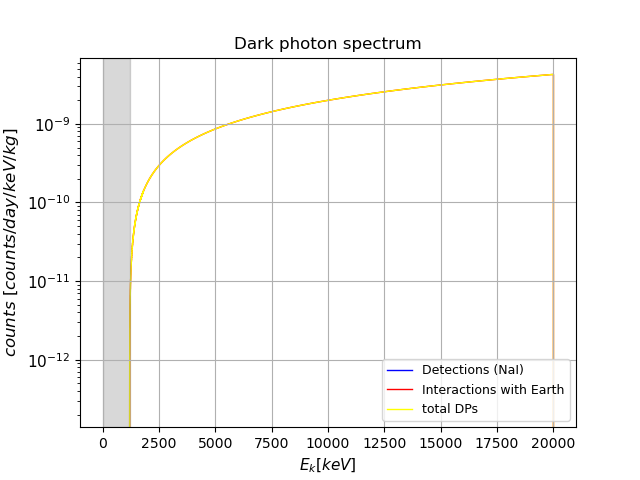 Dark photon spectrum
counts [counts/day/keV/kg]
10⁻⁹
10⁻¹⁰
10⁻¹¹
10⁻¹²
Detections (NaI)
Interactions with Earth
total DPs
0 2500 5000 7500 10000 12500 15000 17500 20000
E_k[keV]